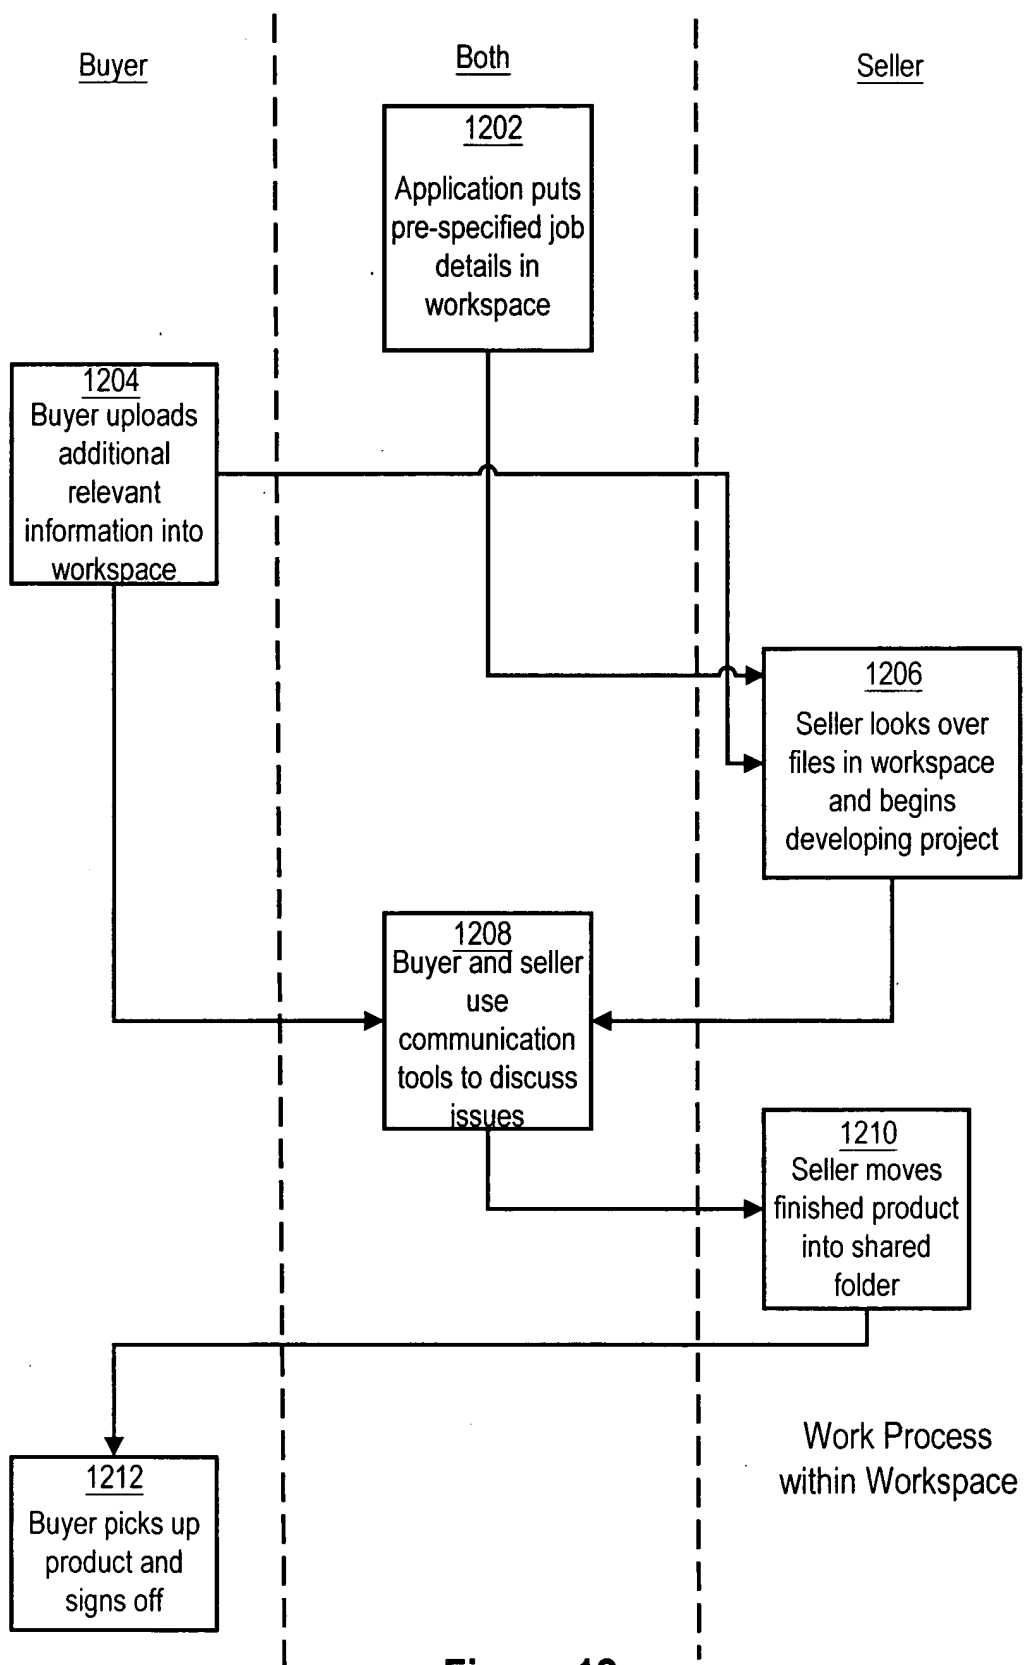 Buyer
Both
Seller
1202
Application puts
pre-specified job
details in
workspace
1204
Buyer uploads
additional
relevant
information into
workspace
1206
Seller looks over
files in workspace
and begins
developing project
1208
Buyer and seller
use
communication
tools to discuss
issues
1210
Seller moves
finished product
into shared
folder
Work Process
within Workspace
1212
Buyer picks up
product and
signs off